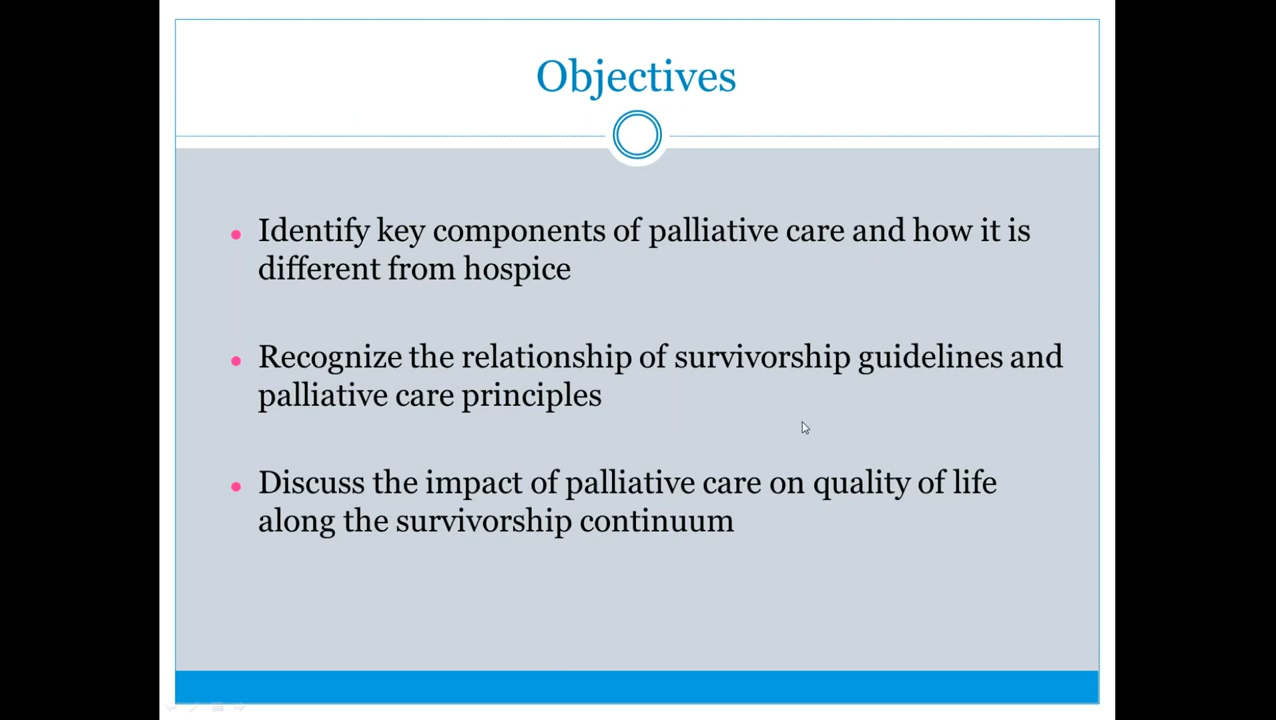 Objectives
Identify key components of palliative care and how it is
different from hospice
Recognize the relationship of survivorship guidelines and
palliative care principles
Discuss the impact of palliative care on quality of life
along the survivorship continuum